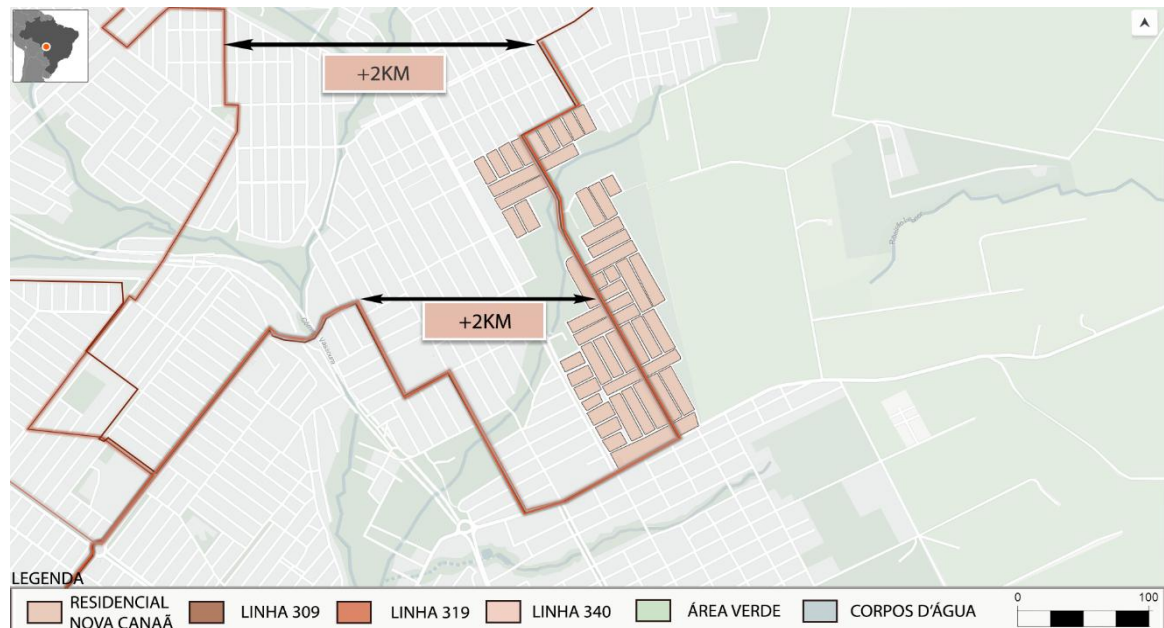 +2KM
+2KM
LEGENDA
RESIDENCIAL
NOVA CANAÃ
LINHA 309
LINHA 319
LINHA 340
ÁREA VERDE
CORPOS D'ÁGUA
0
100